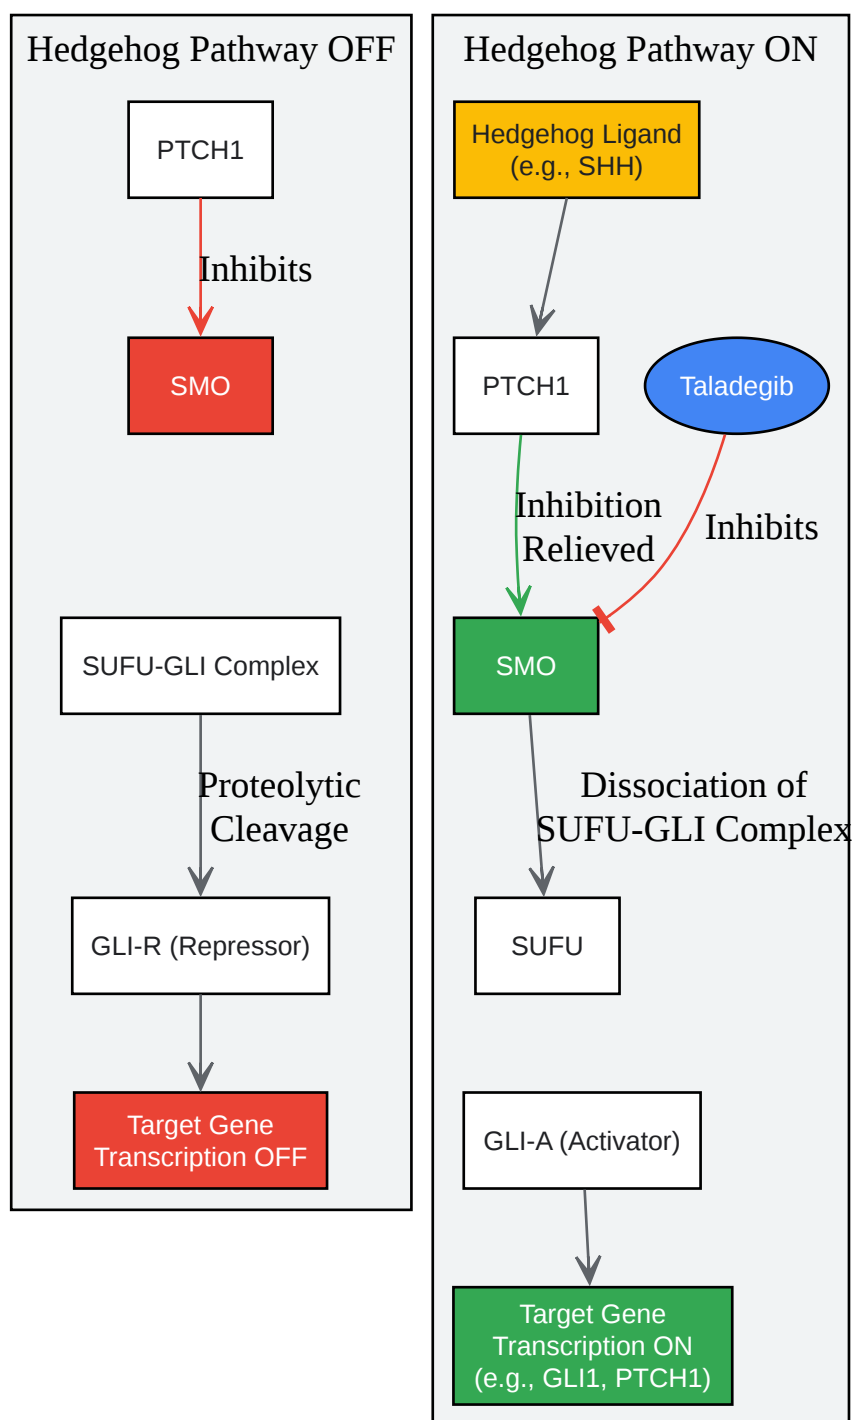 Hedgehog Pathway OFF
PTCH1
Inhibits
SMO
SUFU-GLI Complex
Proteolytic
Cleavage
GLI-R (Repressor)
Target Gene
Transcription OFF
Hedgehog Pathway ON
Hedgehog Ligand
(e.g., SHH)
PTCH1
Taladegib
Inhibition
Relieved
Inhibits
SMO
Dissociation of
SUFU-GLI Complex
SUFU
GLI-A (Activator)
Target Gene
Transcription ON
(e.g., GLI1, PTCH1)